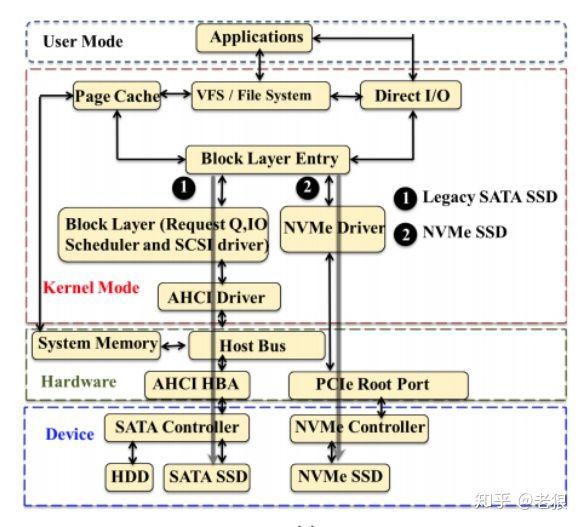 User Mode
Applications
Page Cache
VFS / File System
Direct I/O
Block Layer Entry
1
2
1 Legacy SATA SSD
2 NVMe SSD
Block Layer (Request Q,IO
Scheduler and SCSI driver)
NVMe Driver
Kernel Mode
AHCI Driver
System Memory
Host Bus
Hardware
AHCI HBA
PCIe Root Port
Device
SATA Controller
NVMe Controller
HDD
SATA SSD
NVMe SSD
知乎 @老狼